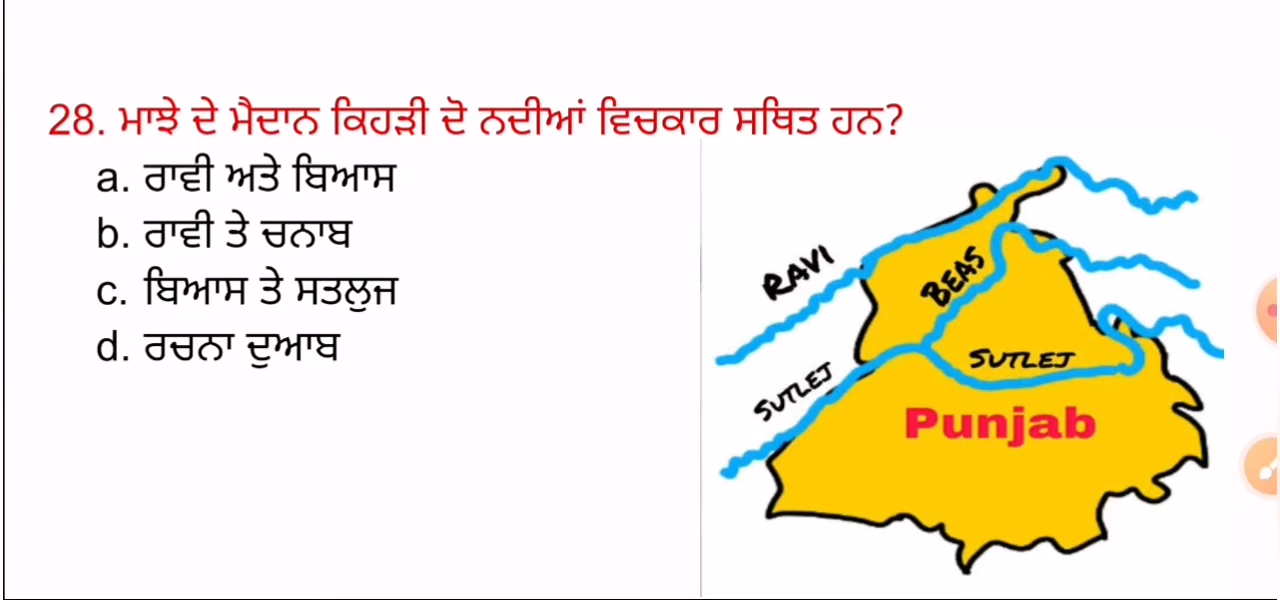 28. ਮਾਝੇ ਦੇ ਮੈਦਾਨ ਕਿਹੜੀ ਦੋ ਨਦੀਆਂ ਵਿਚਕਾਰ ਸਥਿਤ ਹਨ?
a. ਰਾਵੀ ਅਤੇ ਬਿਆਸ
b. ਰਾਵੀ ਤੇ ਚਨਾਬ
c. ਬਿਆਸ ਤੇ ਸਤਲੁਜ
d. ਰਚਨਾ ਦੁਆਬ
RAVI
BEAS
SUTLEJ
SUTLEJ
Punjab